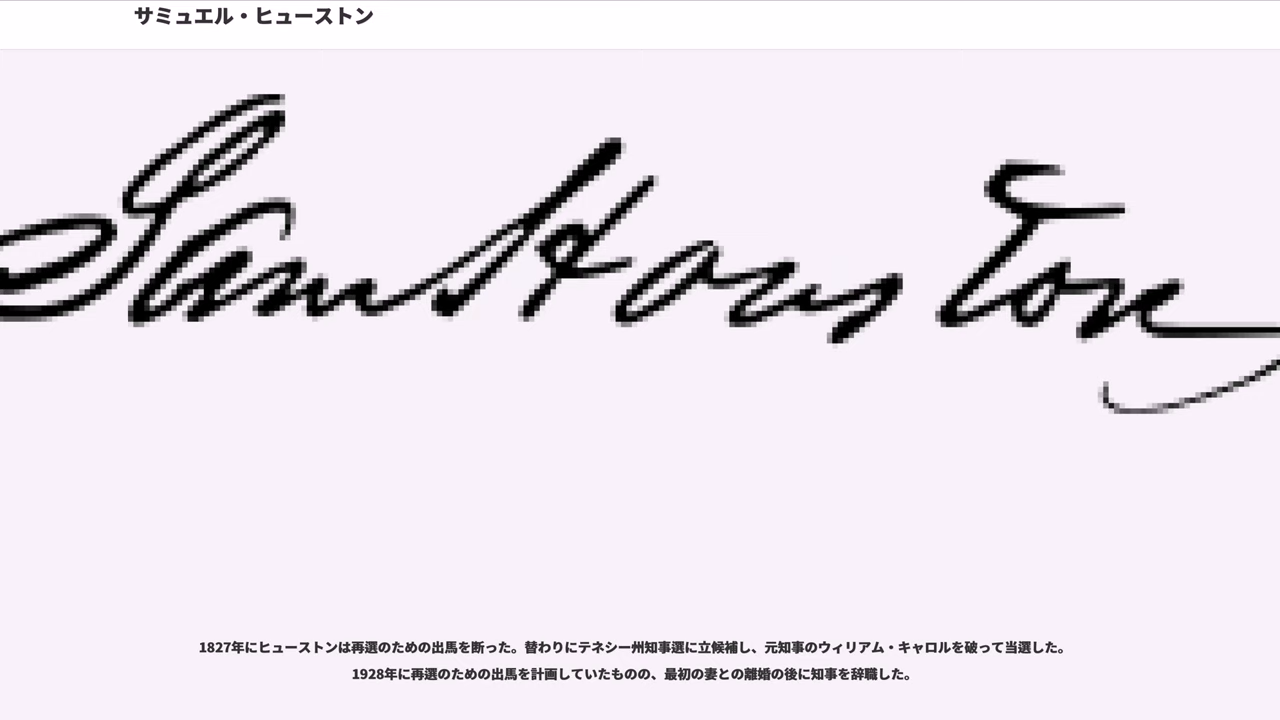 サミュエル・ヒューストン
Sam Houston
1827年にヒューストンは再選のための出馬を断った。替わりにテネシー州知事選に立候補し、元知事のウィリアム・キャロルを破って当選した。
1928年に再選のための出馬を計画していたものの、最初の妻との離婚の後に知事を辞職した。